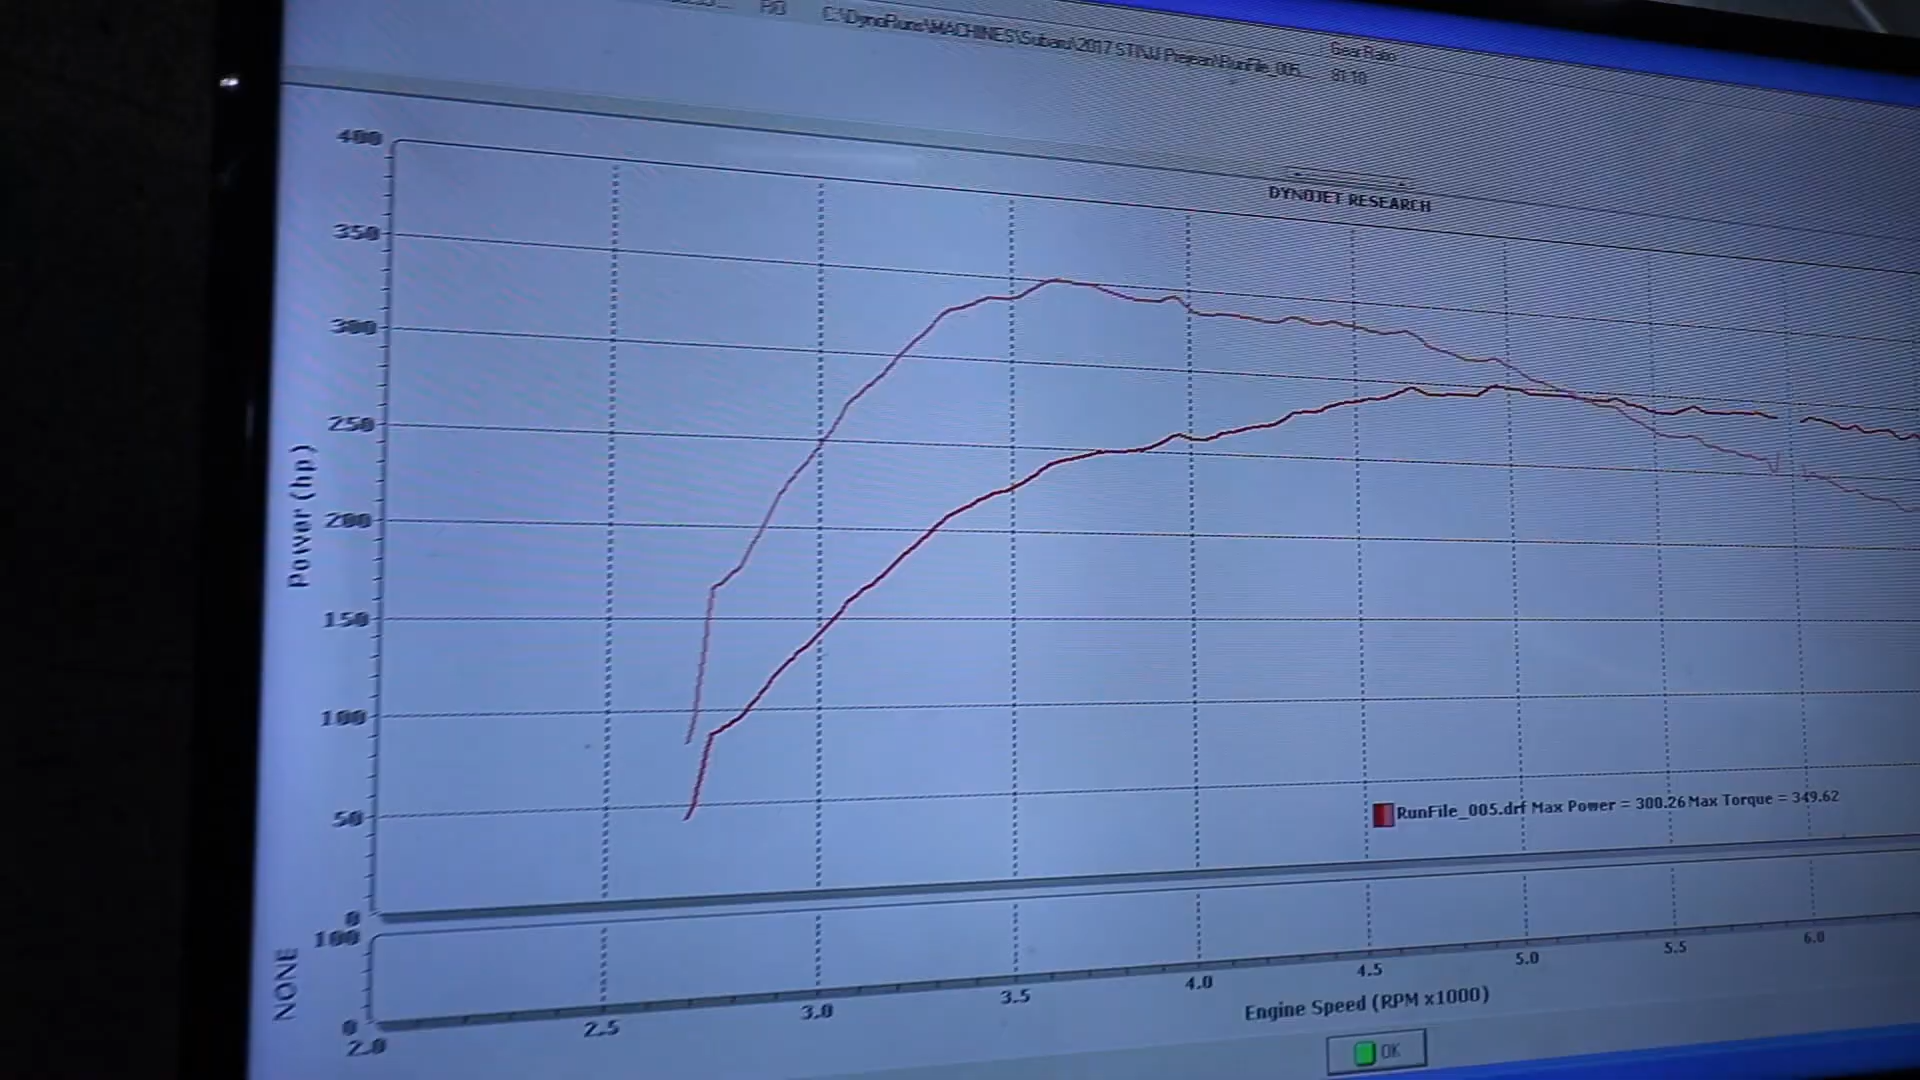 C:\DynoRuns\MACHINES\Subaru\2017 STI\JJ Prejean\RunFile_005...
Gear Ratio
DYNOJET RESEARCH
400
350
300
250
200
150
100
50
0
Power (hp)
RunFile_005.drf Max Power = 300.26 Max Torque = 349.62
100
0
NONE
2.0
2.5
3.0
3.5
4.0
4.5
5.0
5.5
6.0
Engine Speed (RPM x1000)
OK